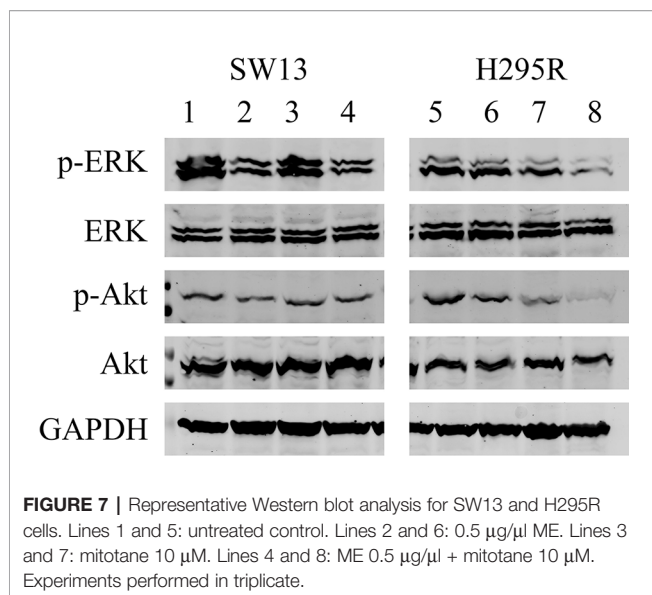 SW13 H295R
1 2 3 4 5 6 7 8
p-ERK
ERK
p-Akt
Akt
GAPDH
FIGURE 7 | Representative Western blot analysis for SW13 and H295R
cells. Lines 1 and 5: untreated control. Lines 2 and 6: 0.5 μg/μl ME. Lines 3
and 7: mitotane 10 μM. Lines 4 and 8: ME 0.5 μg/μl + mitotane 10 μM.
Experiments performed in triplicate.